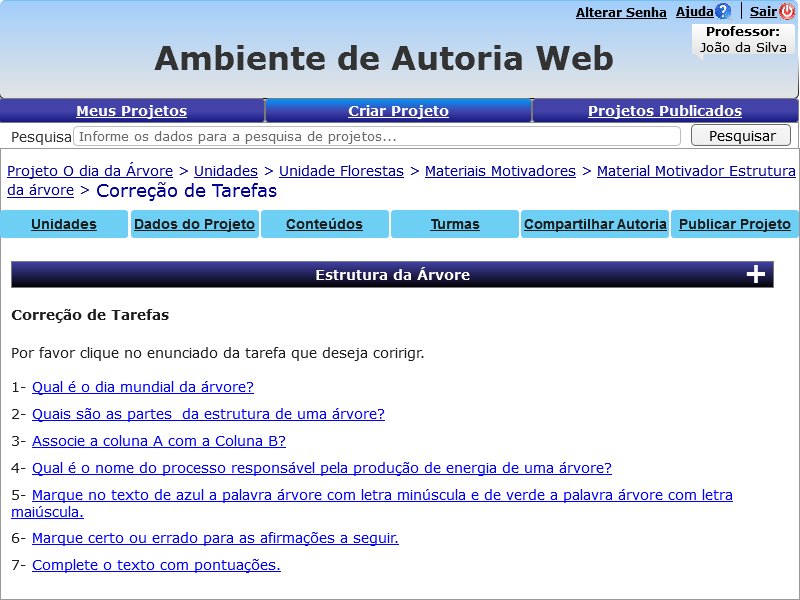 Alterar Senha Ajuda? Sair
Professor:
João da Silva
Ambiente de Autoria Web
Meus Projetos Criar Projeto Projetos Publicados
Pesquisa Informe os dados para a pesquisa de projetos... Pesquisar
Projeto O dia da Árvore > Unidades > Unidade Florestas > Materiais Motivadores > Material Motivador Estrutura
da árvore > Correção de Tarefas
Unidades Dados do Projeto Conteúdos Turmas Compartilhar Autoria Publicar Projeto
Estrutura da Árvore +
Correção de Tarefas
Por favor clique no enunciado da tarefa que deseja coririgr.
1- Qual é o dia mundial da árvore?
2- Quais são as partes  da estrutura de uma árvore?
3- Associe a coluna A com a Coluna B?
4- Qual é o nome do processo responsável pela produção de energia de uma árvore?
5- Marque no texto de azul a palavra árvore com letra minúscula e de verde a palavra árvore com letra
maiúscula.
6- Marque certo ou errado para as afirmações a seguir.
7- Complete o texto com pontuações.